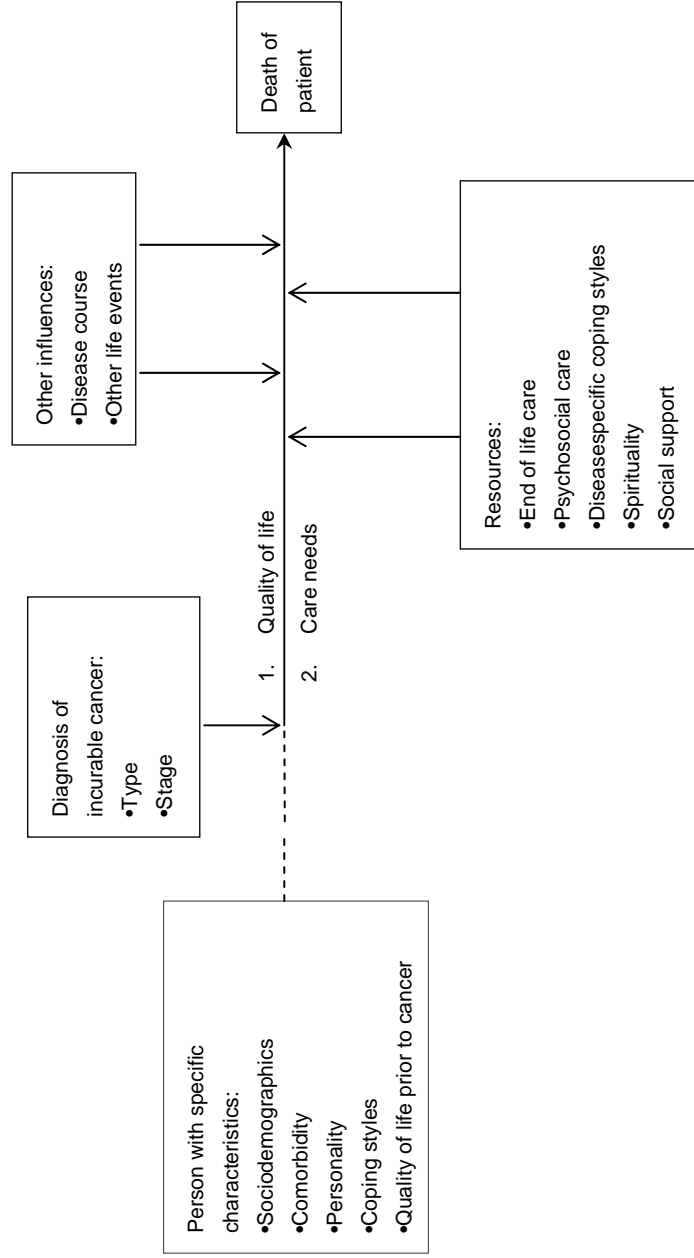 Person with specific
characteristics:
•Sociodemographics
•Comorbidity
•Personality
•Coping styles
•Quality of life prior to cancer
Diagnosis of
incurable cancer:
•Type
•Stage
1. Quality of life
2. Care needs
Other influences:
•Disease course
•Other life events
Resources:
•End of life care
•Psychosocial care
•Diseasespecific coping styles
•Spirituality
•Social support
Death of
patient